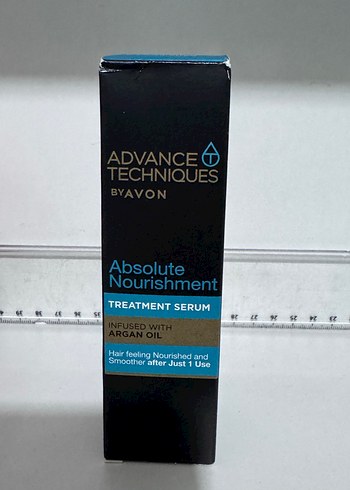 ADVANCE T
TECHNIQUES
BY AVON
Absolute
Nourishment
TREATMENT SERUM
INFUSED WITH
ARGAN OIL
Hair feeling Nourished and
Smoother after Just 1 Use